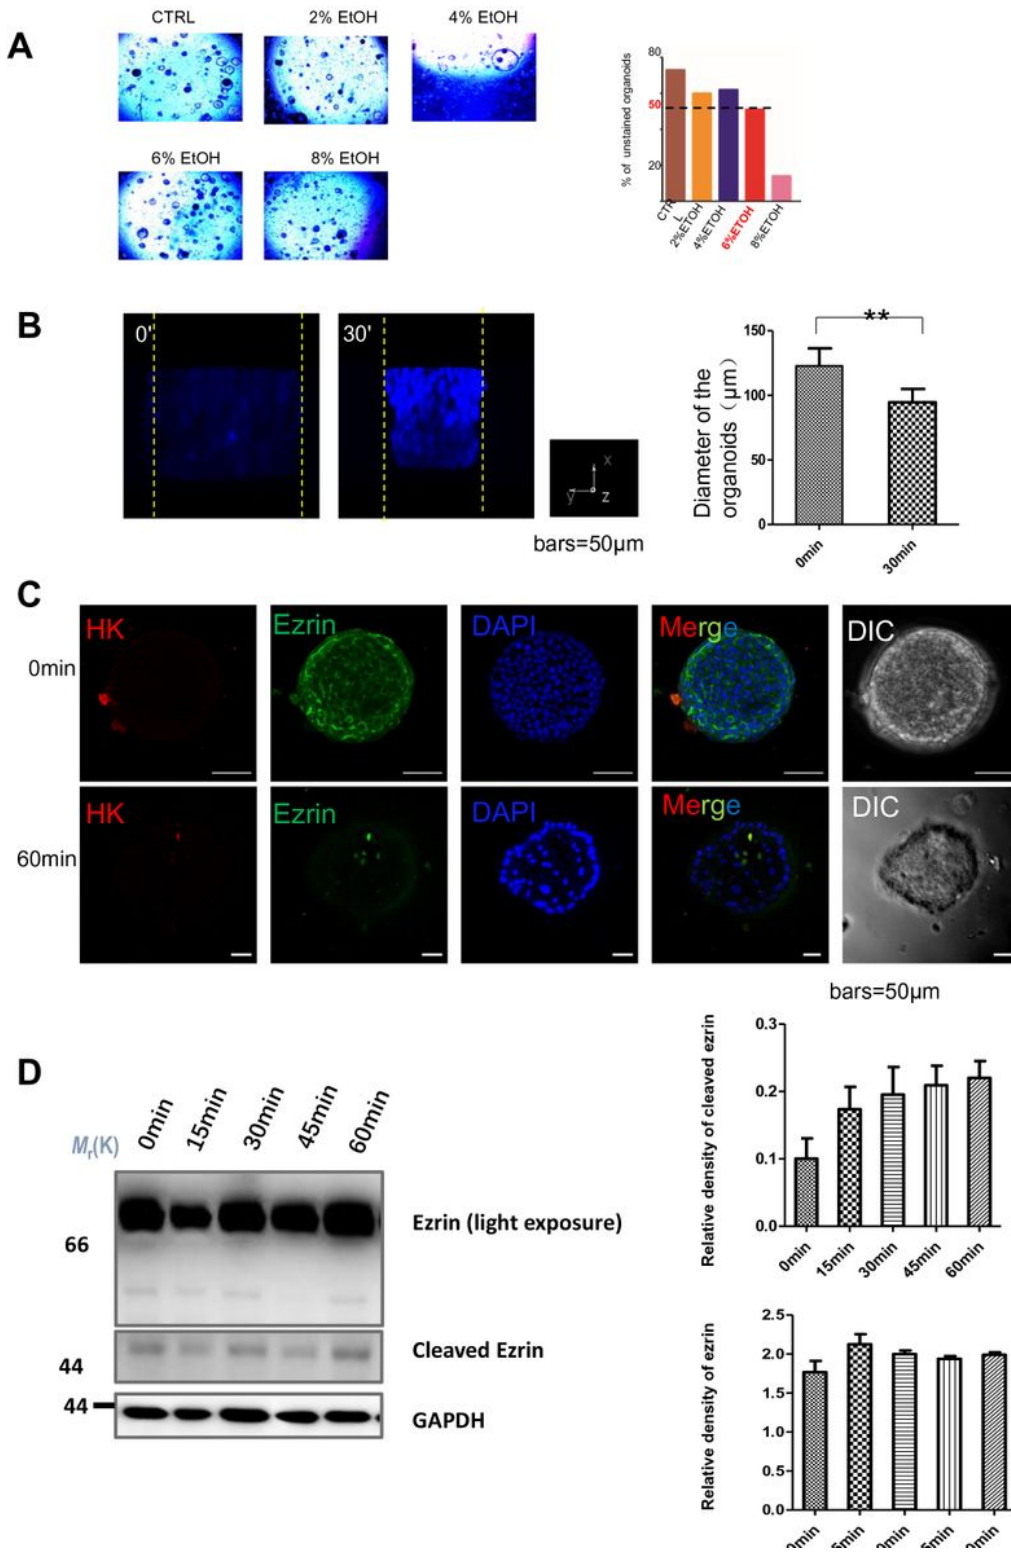 A
CTRL
2% EtOH
4% EtOH
6% EtOH
8% EtOH
% of unstained organoids
80
50
20
CTR
L
2%ETOH
4%ETOH
6%ETOH
8%ETOH
B
0'
30'
x
y
z
bars=50μm
**
Diameter of the
organoids（μm）
150
100
50
0
0min
30min
C
0min
HK
Ezrin
DAPI
Merge
DIC
60min
HK
Ezrin
DAPI
Merge
DIC
bars=50μm
D
Mr(K)
0min
15min
30min
45min
60min
66
44
44
Ezrin (light exposure)
Cleaved Ezrin
GAPDH
Relative density of cleaved ezrin
0.3
0.2
0.1
0.0
0min
15min
30min
45min
60min
Relative density of ezrin
2.5
2.0
1.5
1.0
0.5
0.0